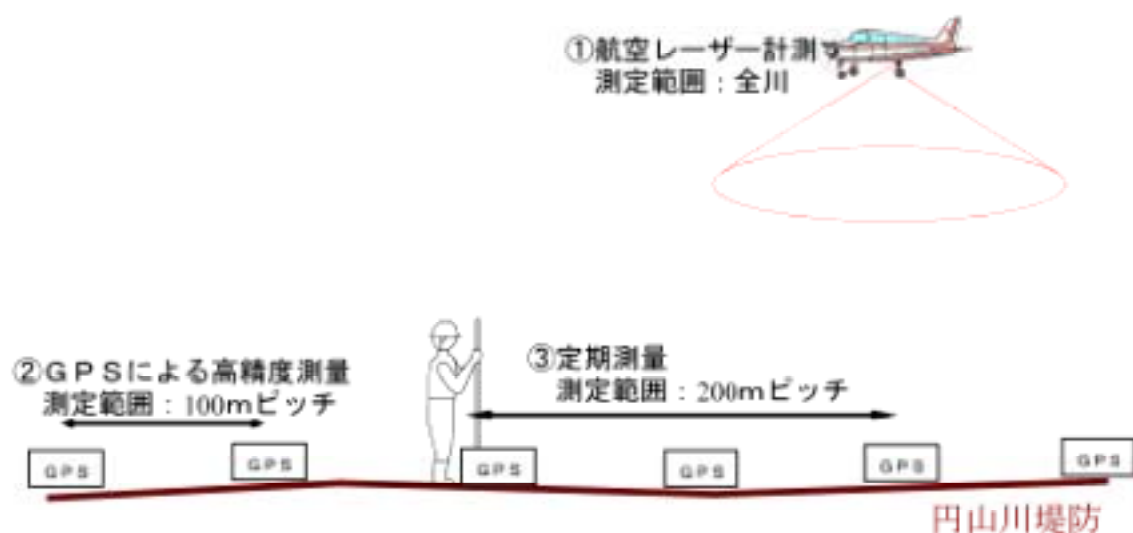 ①航空レーザー計測
測定範囲：全川
②ＧＰＳによる高精度測量
測定範囲：100ｍピッチ
③定期測量
測定範囲：200ｍピッチ
GPS
GPS
GPS
GPS
GPS
GPS
円山川堤防